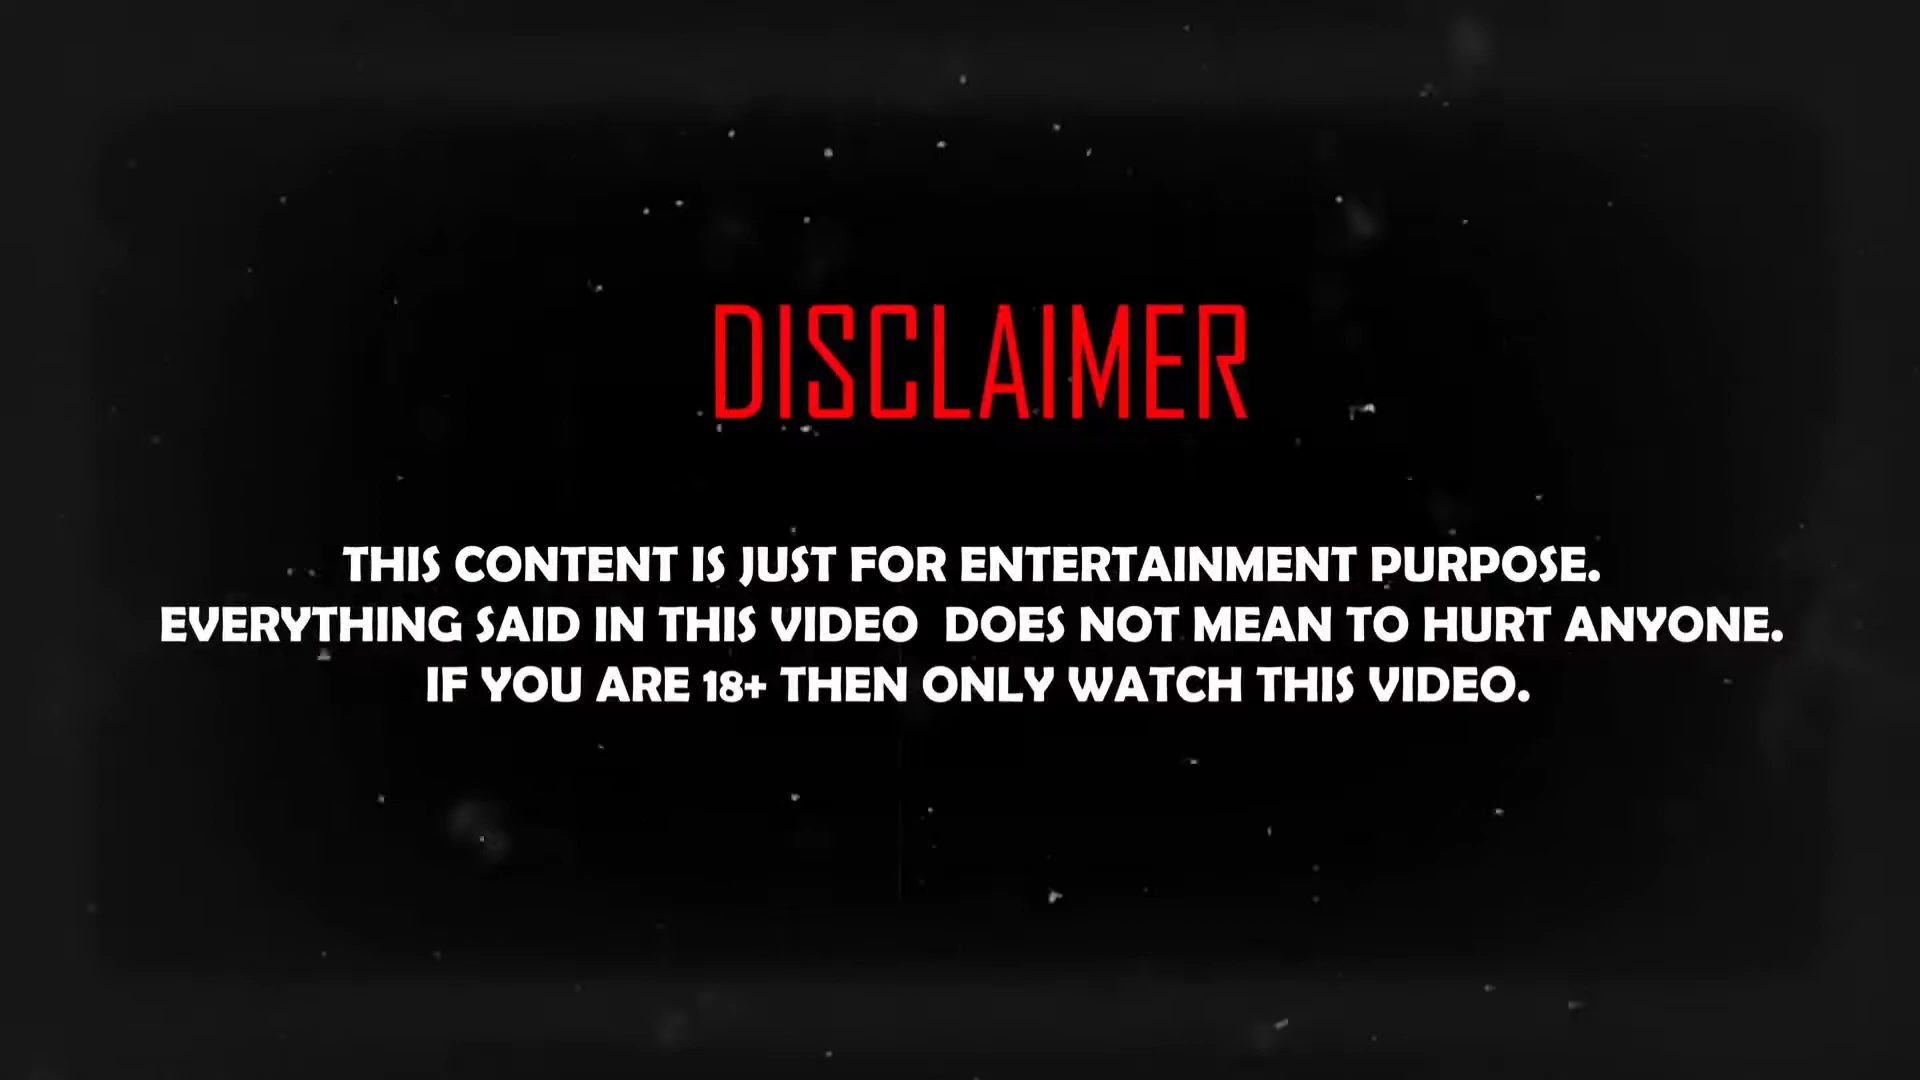 DISCLAIMER
THIS CONTENT IS JUST FOR ENTERTAINMENT PURPOSE.
EVERYTHING SAID IN THIS VIDEO DOES NOT MEAN TO HURT ANYONE.
IF YOU ARE 18+ THEN ONLY WATCH THIS VIDEO.